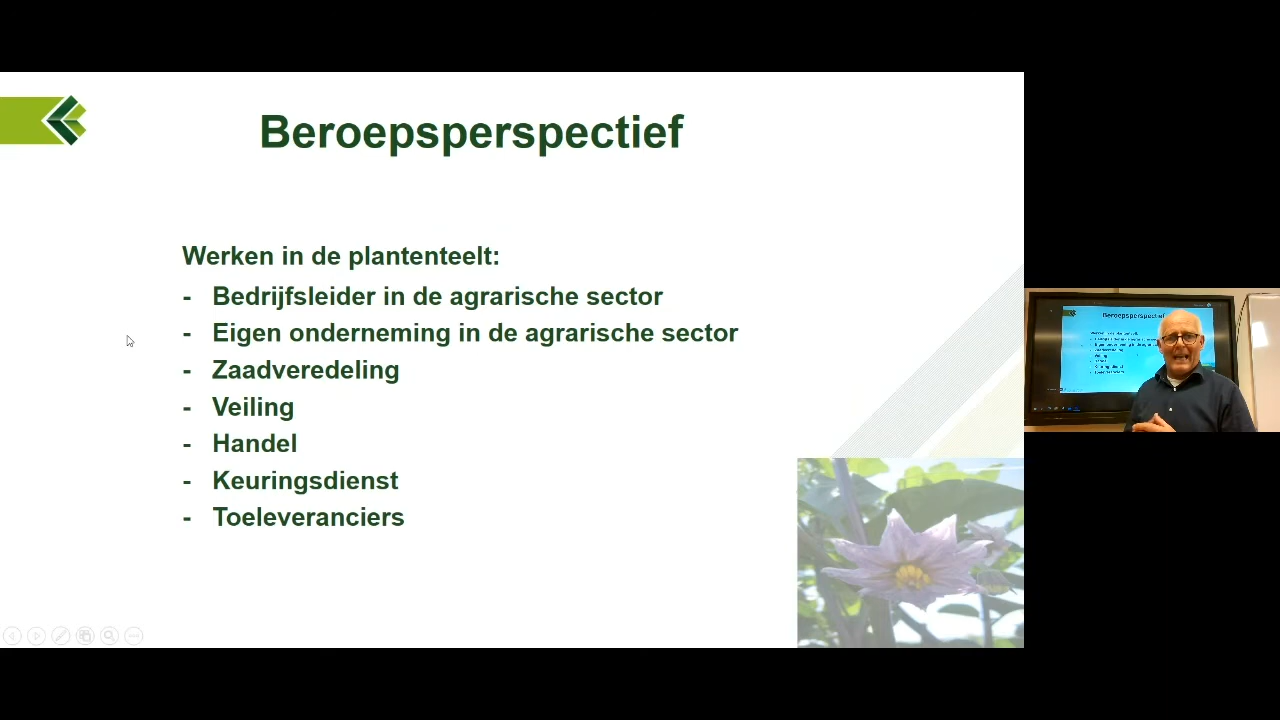 Beroepsperspectief
Werken in de plantenteelt:
- Bedrijfsleider in de agrarische sector
- Eigen onderneming in de agrarische sector
- Zaadveredeling
- Veiling
- Handel
- Keuringsdienst
- Toeleveranciers
Beroepsperspectief